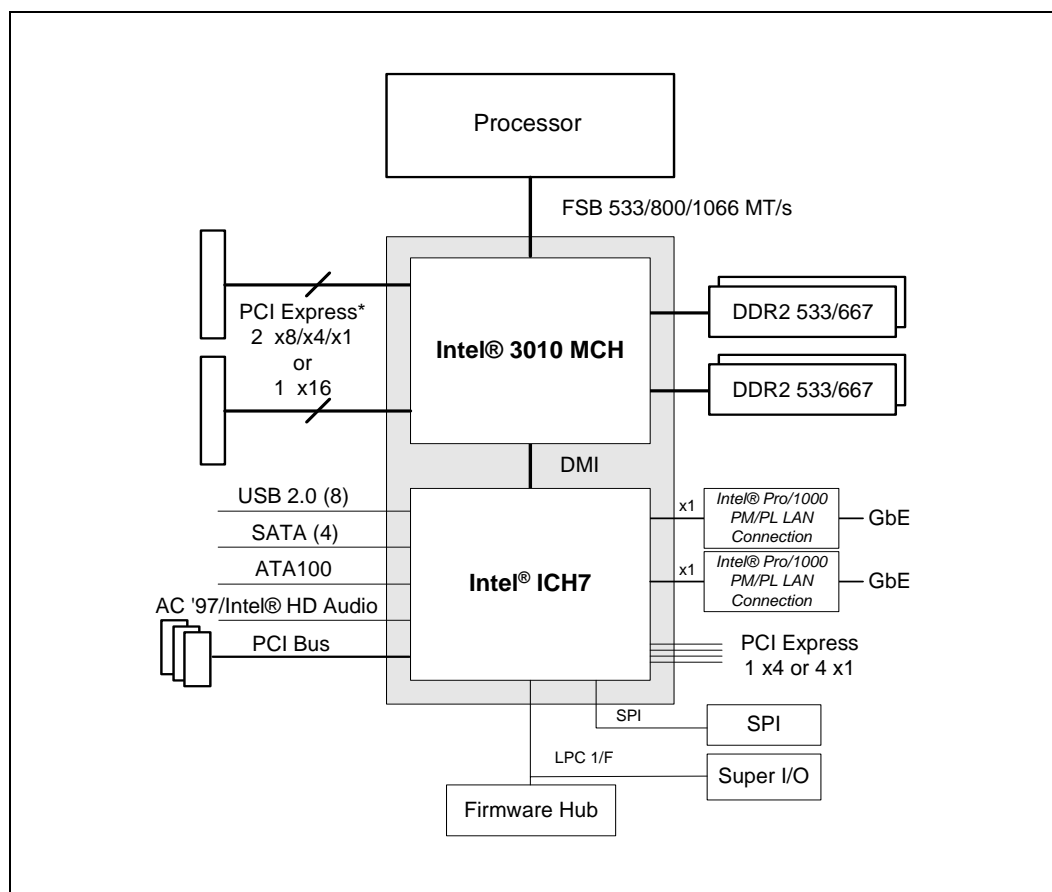 Processor
FSB 533/800/1066 MT/s
PCI Express*
2 x8/x4/x1
or
1 x16
Intel® 3010 MCH
DDR2 533/667
DDR2 533/667
DMI
USB 2.0 (8)
SATA (4)
ATA100
AC '97/Intel® HD Audio
PCI Bus
Intel® ICH7
x1
Intel® Pro/1000
PM/PL LAN
Connection
GbE
x1
Intel® Pro/1000
PM/PL LAN
Connection
GbE
PCI Express
1 x4 or 4 x1
SPI
SPI
LPC 1/F
Super I/O
Firmware Hub